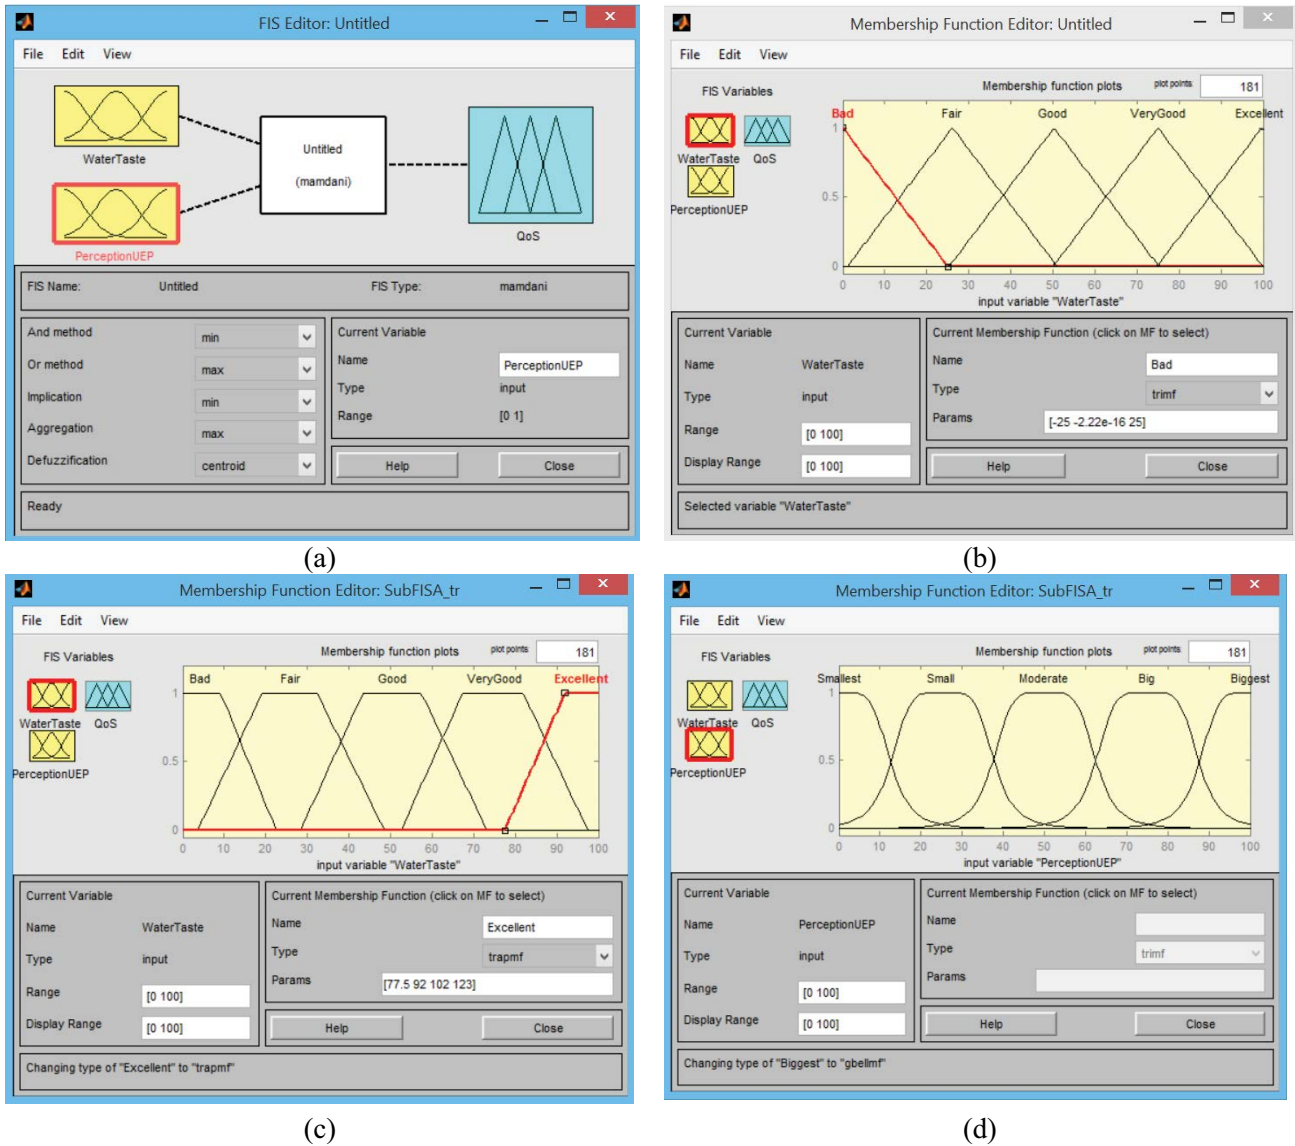 FIS Editor: Untitled
File Edit View
WaterTaste
PerceptionUEP
Untitled
(mamdani)
QoS
FIS Name: Untitled FIS Type: mamdani
And method min
Or method max
Implication min
Aggregation max
Defuzzification centroid
Current Variable
Name PerceptionUEP
Type input
Range [0 1]
Help Close
Ready
(a)
Membership Function Editor: Untitled
File Edit View
FIS Variables
WaterTaste QoS
PerceptionUEP
Membership function plots plot points: 181
Bad Fair Good VeryGood Excellent
1
0.5
0
0 10 20 30 40 50 60 70 80 90 100
input variable "WaterTaste"
Current Variable
Name WaterTaste
Type input
Range [0 100]
Display Range [0 100]
Current Membership Function (click on MF to select)
Name Bad
Type trimf
Params [-25 -2.22e-16 25]
Help Close
Selected variable "WaterTaste"
(b)
Membership Function Editor: SubFISA_tr
File Edit View
FIS Variables
WaterTaste QoS
PerceptionUEP
Membership function plots plot points: 181
Bad Fair Good VeryGood Excellent
1
0.5
0
0 10 20 30 40 50 60 70 80 90 100
input variable "WaterTaste"
Current Variable
Name WaterTaste
Type input
Range [0 100]
Display Range [0 100]
Current Membership Function (click on MF to select)
Name Excellent
Type trapmf
Params [77.5 92 102 123]
Help Close
Changing type of "Excellent" to "trapmf"
(c)
Membership Function Editor: SubFISA_tr
File Edit View
FIS Variables
WaterTaste QoS
PerceptionUEP
Membership function plots plot points: 181
Smallest Small Moderate Big Biggest
1
0.5
0
0 10 20 30 40 50 60 70 80 90 100
input variable "PerceptionUEP"
Current Variable
Name PerceptionUEP
Type input
Range [0 100]
Display Range [0 100]
Current Membership Function (click on MF to select)
Name
Type trimf
Params
Help Close
Changing type of "Biggest" to "gbellmf"
(d)